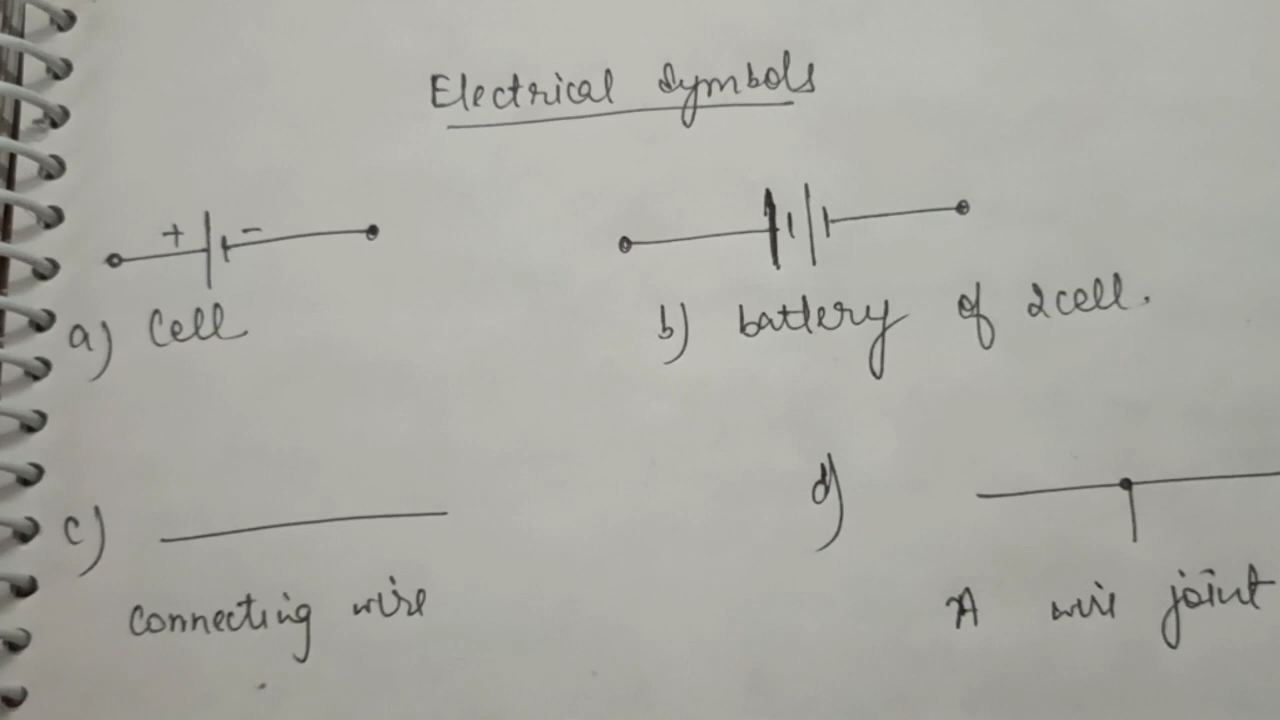 Electrical Symbols
+ -
a) Cell
b) battery of 2cell.
c)
connecting wire
d)
A wire joint